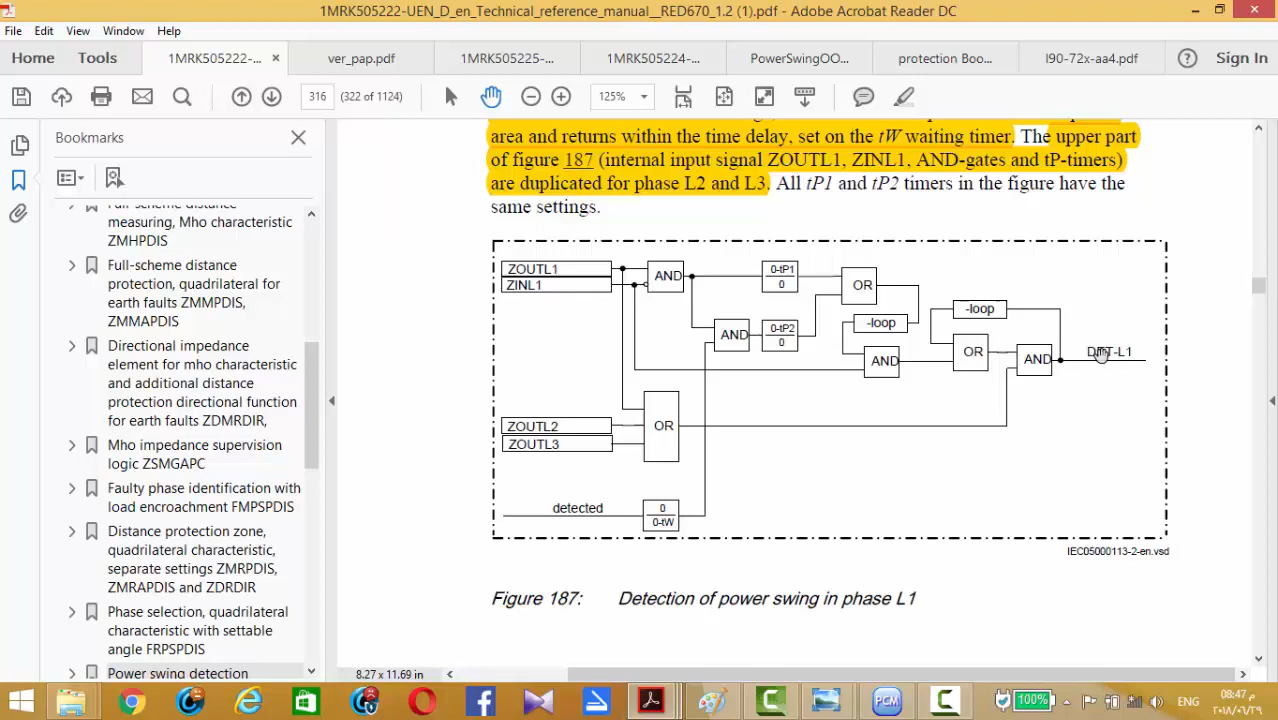 1MRK505222-UEN_D_en_Technical_reference_manual__RED670_1.2 (1).pdf - Adobe Acrobat Reader DC
File Edit View Window Help
Home Tools 1MRK505222-... ver_pap.pdf 1MRK505225-... 1MRK504224-... PowerSwingOO... protection Boo... I90-72x-aa4.pdf Sign In
316 (322 of 1124) 125%
Bookmarks
measuring, Mho characteristic
ZMHPDIS
Full-scheme distance
protection, quadrilateral for
earth faults ZMMPDIS,
ZMMAPDIS
Directional impedance
element for mho characteristic
and additional distance
protection directional function
for earth faults ZDMRDIR,
Mho impedance supervision
logic ZSMGAPC
Faulty phase identification with
load encroachment FMPSPDIS
Distance protection zone,
quadrilateral characteristic,
separate settings ZMRPDIS,
ZMRAPDIS and ZDRDIR
Phase selection, quadrilateral
characteristic with settable
angle FRPSPDIS
Power swing detection
area and returns within the time delay, set on the tW waiting timer. The upper part
of figure 187 (internal input signal ZOUTL1, ZINL1, AND-gates and tP-timers)
are duplicated for phase L2 and L3. All tP1 and tP2 timers in the figure have the
same settings.
ZOUTL1
ZINL1
AND
0-tP1
0
OR
-loop
AND
0-tP2
0
-loop
AND
OR
AND
-L1
ZOUTL2
ZOUTL3
OR
detected
0
0-tW
IEC05000113-2-en.vsd
Figure 187: Detection of power swing in phase L1
8.27 x 11.69 in
100%
ENG
08:47 م
٢٠١٨/٠٦/٢٩